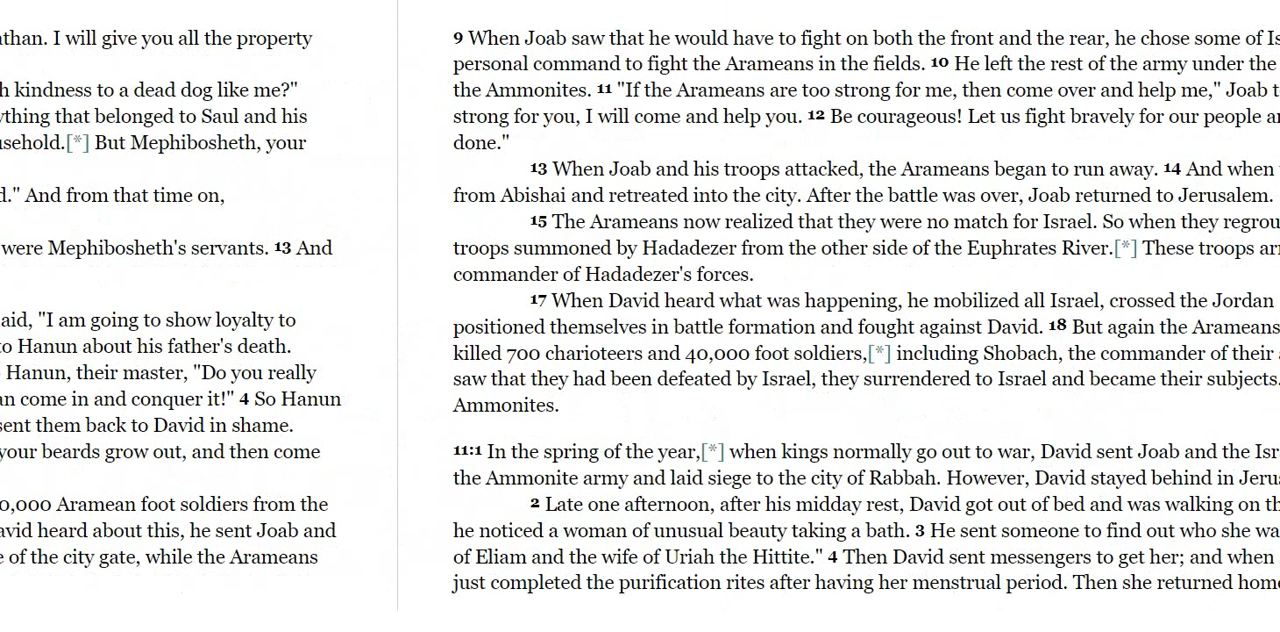 athan. I will give you all the property
h kindness to a dead dog like me?"
ything that belonged to Saul and his
usehold.[*] But Mephibosheth, your
d." And from that time on,
were Mephibosheth's servants. 13 And
aid, "I am going to show loyalty to
to Hanun about his father's death.
Hanun, their master, "Do you really
an come in and conquer it!" 4 So Hanun
sent them back to David in shame.
your beards grow out, and then come
0,000 Aramean foot soldiers from the
avid heard about this, he sent Joab and
e of the city gate, while the Arameans
9 When Joab saw that he would have to fight on both the front and the rear, he chose some of Is
personal command to fight the Arameans in the fields. 10 He left the rest of the army under the
the Ammonites. 11 "If the Arameans are too strong for me, then come over and help me," Joab t
strong for you, I will come and help you. 12 Be courageous! Let us fight bravely for our people a
done."
13 When Joab and his troops attacked, the Arameans began to run away. 14 And when
from Abishai and retreated into the city. After the battle was over, Joab returned to Jerusalem.
15 The Arameans now realized that they were no match for Israel. So when they regrou
troops summoned by Hadadezer from the other side of the Euphrates River.[*] These troops arr
commander of Hadadezer's forces.
17 When David heard what was happening, he mobilized all Israel, crossed the Jordan
positioned themselves in battle formation and fought against David. 18 But again the Arameans
killed 700 charioteers and 40,000 foot soldiers,[*] including Shobach, the commander of their
saw that they had been defeated by Israel, they surrendered to Israel and became their subjects.
Ammonites.
11:1 In the spring of the year,[*] when kings normally go out to war, David sent Joab and the Isr
the Ammonite army and laid siege to the city of Rabbah. However, David stayed behind in Jeru
2 Late one afternoon, after his midday rest, David got out of bed and was walking on th
he noticed a woman of unusual beauty taking a bath. 3 He sent someone to find out who she wa
of Eliam and the wife of Uriah the Hittite." 4 Then David sent messengers to get her; and when
just completed the purification rites after having her menstrual period. Then she returned hom